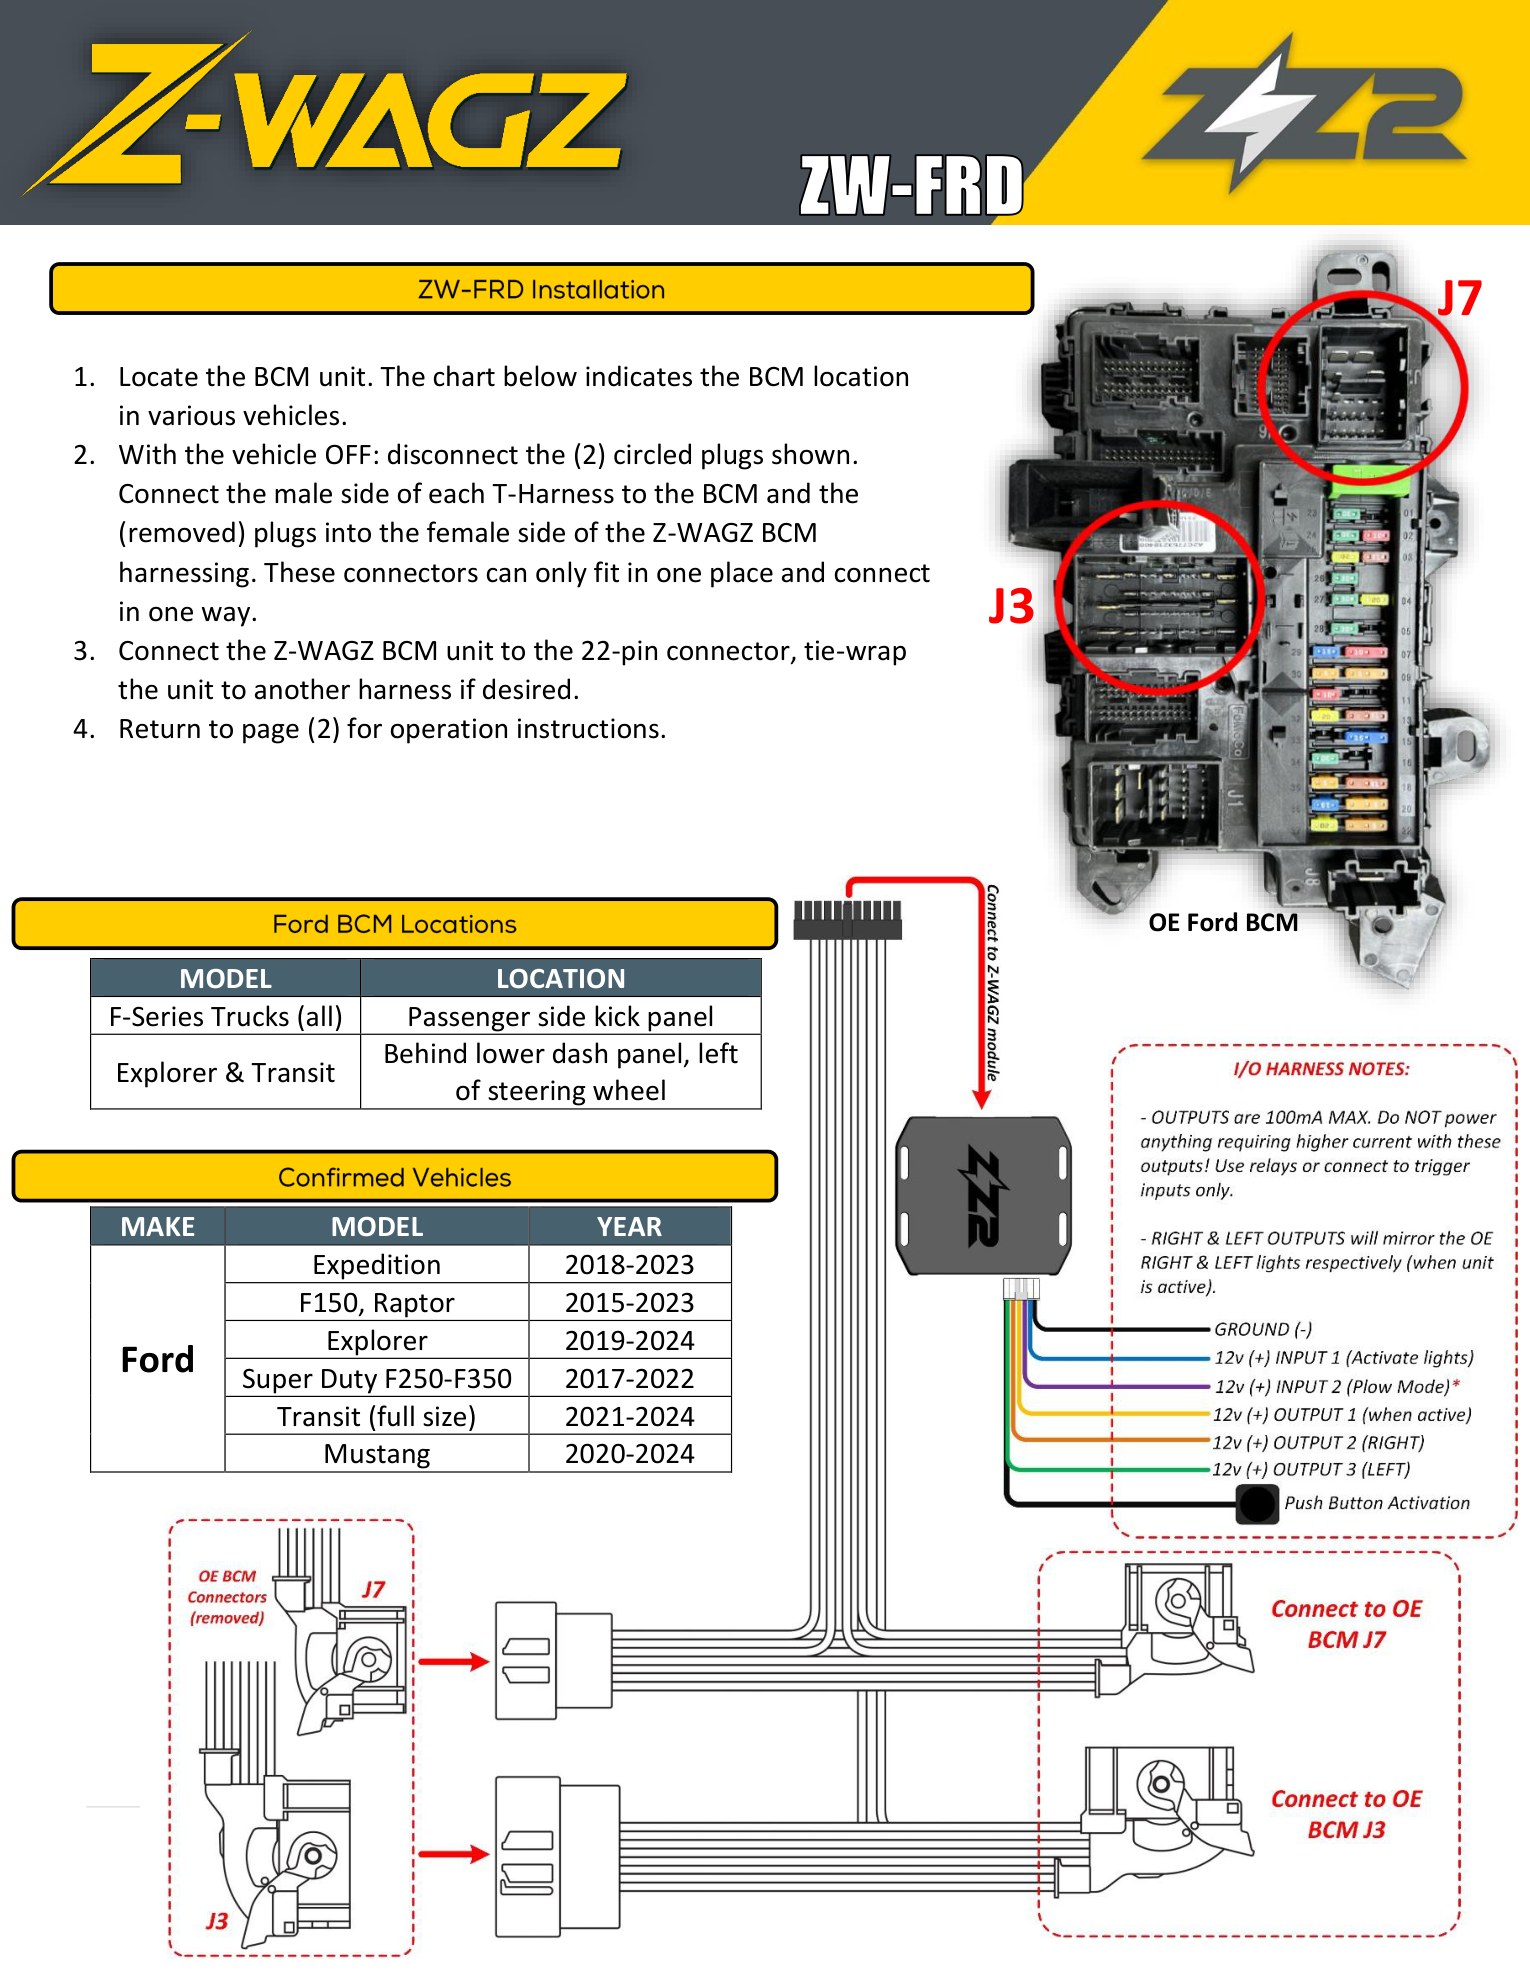 Z-WAGZ
ZW-FRD
ZZ2
ZW-FRD Installation
1. Locate the BCM unit. The chart below indicates the BCM location
in various vehicles.
2. With the vehicle OFF: disconnect the (2) circled plugs shown.
Connect the male side of each T-Harness to the BCM and the
(removed) plugs into the female side of the Z-WAGZ BCM
harnessing. These connectors can only fit in one place and connect
in one way.
3. Connect the Z-WAGZ BCM unit to the 22-pin connector, tie-wrap
the unit to another harness if desired.
4. Return to page (2) for operation instructions.
J7
J3
J1
J8
OE Ford BCM
Ford BCM Locations
MODEL LOCATION
F-Series Trucks (all) Passenger side kick panel
Explorer & Transit Behind lower dash panel, left
of steering wheel
Confirmed Vehicles
MAKE MODEL YEAR
Ford
Expedition 2018-2023
F150, Raptor 2015-2023
Explorer 2019-2024
Super Duty F250-F350 2017-2022
Transit (full size) 2021-2024
Mustang 2020-2024
Connect to Z-WAGZ module
ZZ2
I/O HARNESS NOTES:
- OUTPUTS are 100mA MAX. Do NOT power
anything requiring higher current with these
outputs! Use relays or connect to trigger
inputs only.
- RIGHT & LEFT OUTPUTS will mirror the OE
RIGHT & LEFT lights respectively (when unit
is active).
GROUND (-)
12v (+) INPUT 1 (Activate lights)
12v (+) INPUT 2 (Plow Mode)*
12v (+) OUTPUT 1 (when active)
12v (+) OUTPUT 2 (RIGHT)
12v (+) OUTPUT 3 (LEFT)
Push Button Activation
OE BCM
Connectors
(removed)
J7
J3
Connect to OE
BCM J7
Connect to OE
BCM J3